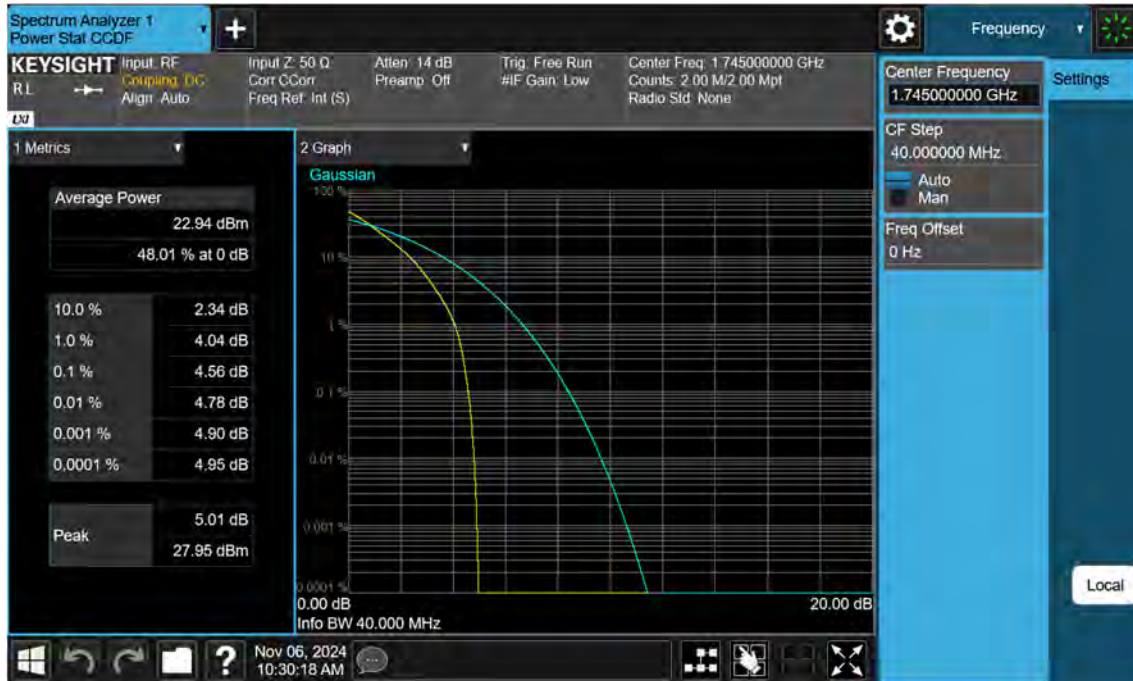 Spectrum Analyzer 1
Power Stat CCDF
Frequency
KEYSIGHT
RL
LXI
Input: RF
Coupling: DC
Align: Auto
Input Z: 50 Ω
Corr CCorr
Freq Ref: Int (S)
Atten: 14 dB
Preamp: Off
Trig: Free Run
#IF Gain: Low
Center Freq: 1.745000000 GHz
Counts: 2.00 M/2.00 Mpt
Radio Std: None
Center Frequency
1.745000000 GHz
CF Step
40.000000 MHz
Auto
Man
Freq Offset
0 Hz
Settings
Local
1 Metrics
Average Power
22.94 dBm
48.01 % at 0 dB
10.0 % 2.34 dB
1.0 % 4.04 dB
0.1 % 4.56 dB
0.01 % 4.78 dB
0.001 % 4.90 dB
0.0001 % 4.95 dB
Peak
5.01 dB
27.95 dBm
2 Graph
Gaussian
100 %
10 %
1 %
0.1 %
0.01 %
0.001 %
0.0001 %
0.00 dB 20.00 dB
Info BW 40.000 MHz
?
Nov 06, 2024
10:30:18 AM